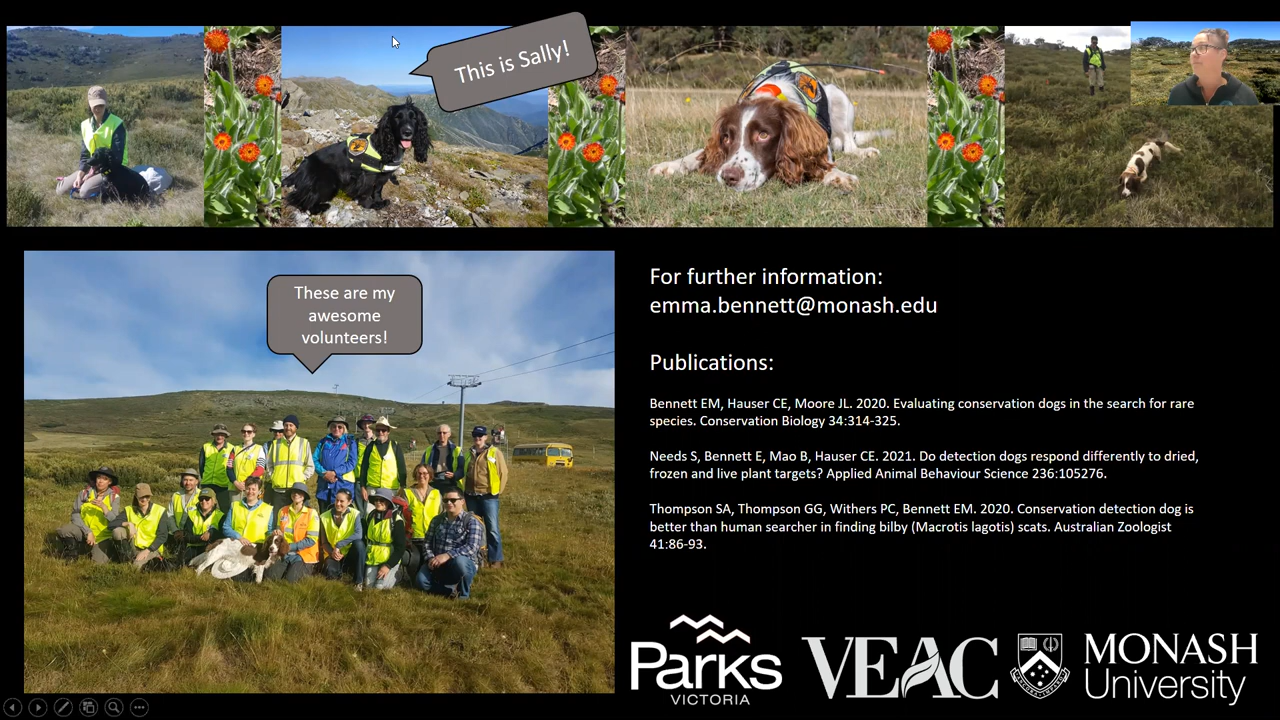 This is Sally!
These are my
awesome
volunteers!
For further information:
emma.bennett@monash.edu
Publications:
Bennett EM, Hauser CE, Moore JL. 2020. Evaluating conservation dogs in the search for rare
species. Conservation Biology 34:314-325.
Needs S, Bennett E, Mao B, Hauser CE. 2021. Do detection dogs respond differently to dried,
frozen and live plant targets? Applied Animal Behaviour Science 236:105276.
Thompson SA, Thompson GG, Withers PC, Bennett EM. 2020. Conservation detection dog is
better than human searcher in finding bilby (Macrotis lagotis) scats. Australian Zoologist
41:86-93.
Parks
VICTORIA
VEAC
MONASH
University